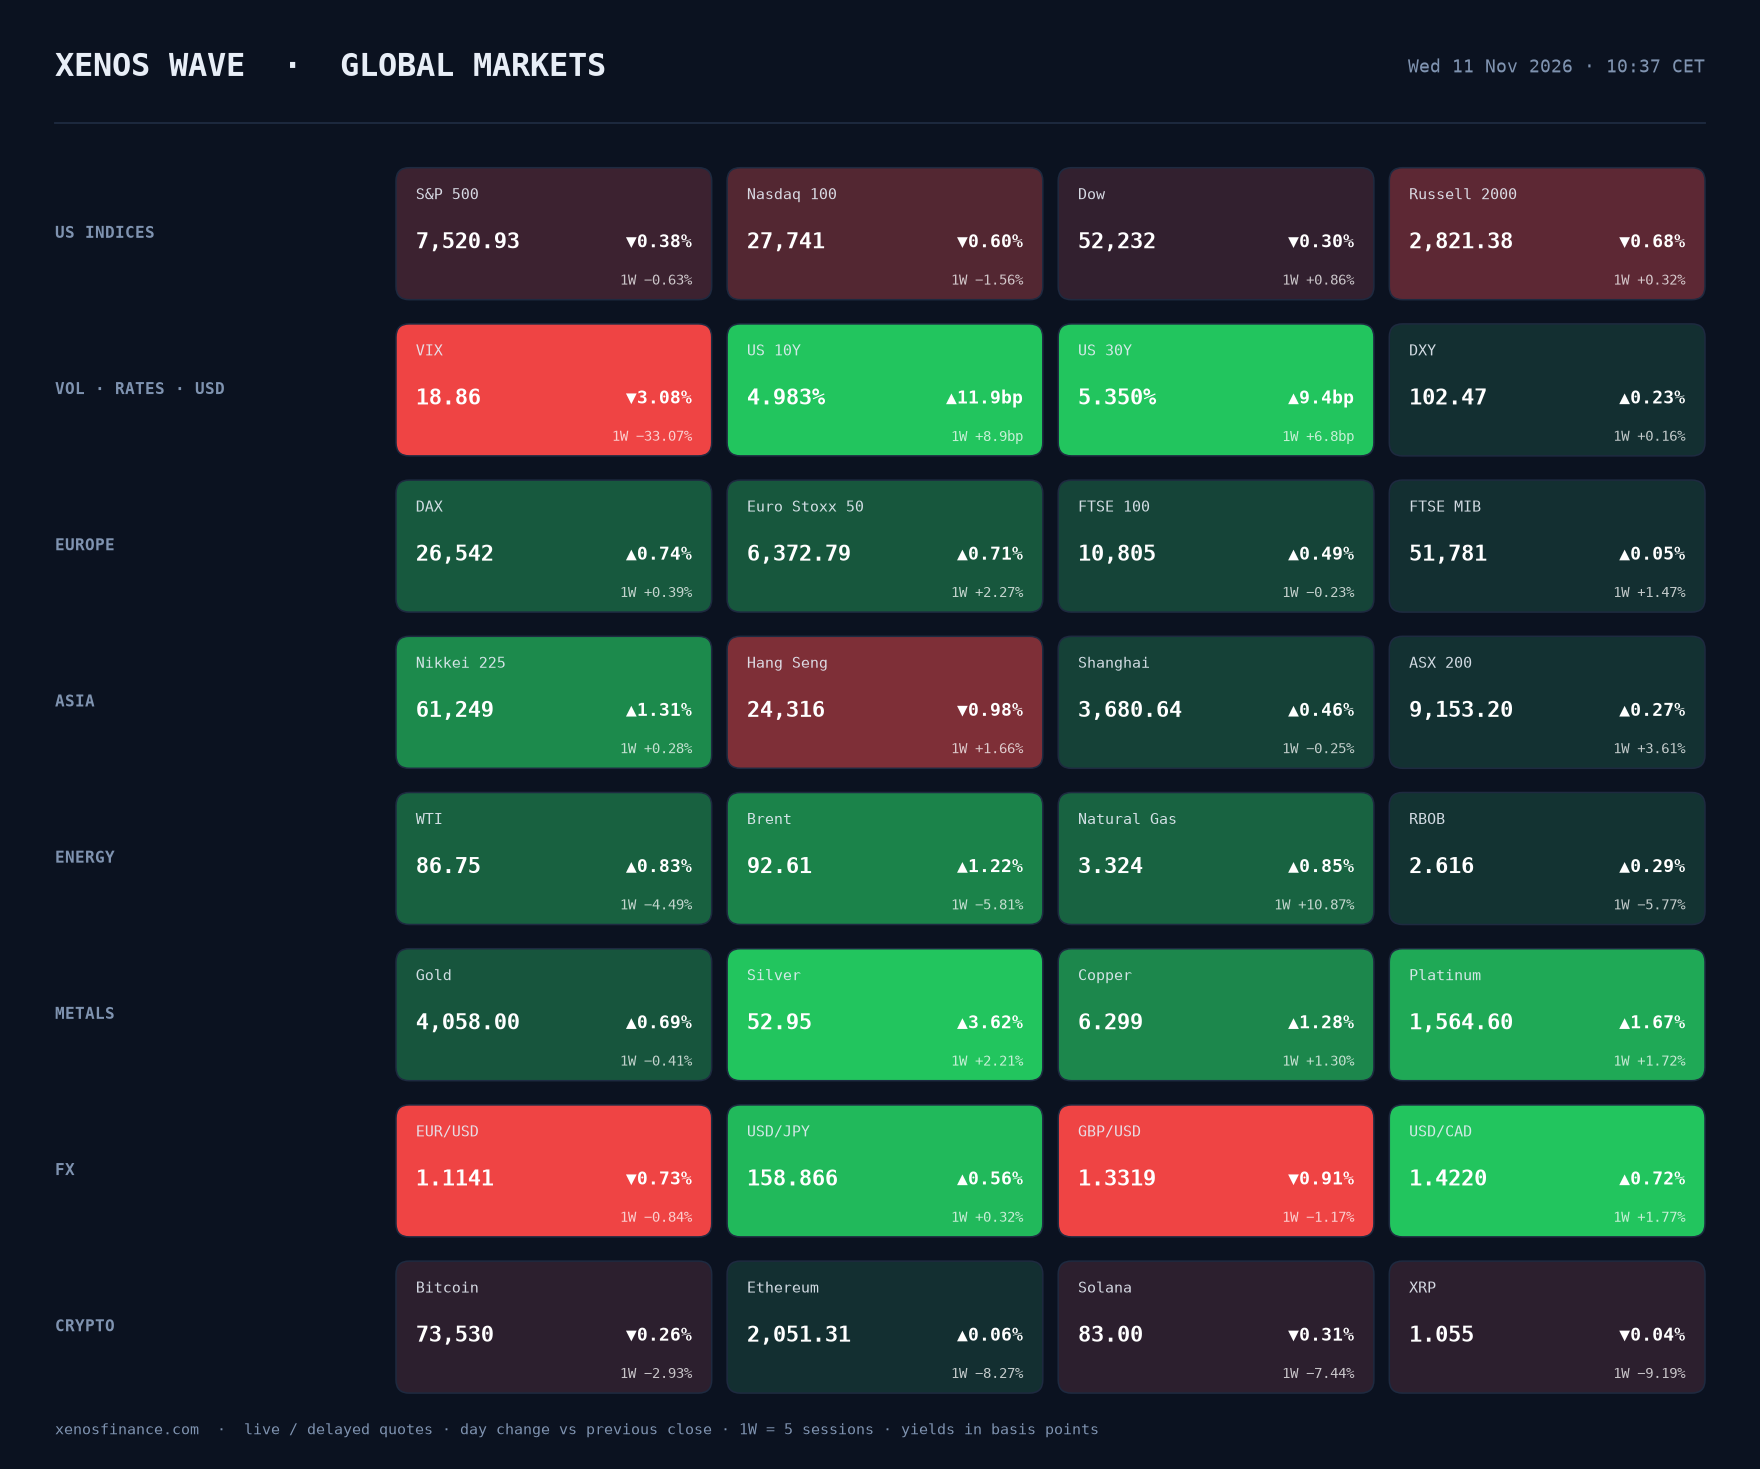 XENOS WAVE · GLOBAL MARKETS
Wed 11 Nov 2026 · 10:37 CET
US INDICES
S&P 500
7,520.93 ▼0.38%
1W −0.63%
Nasdaq 100
27,741 ▼0.60%
1W −1.56%
Dow
52,232 ▼0.30%
1W +0.86%
Russell 2000
2,821.38 ▼0.68%
1W +0.32%
VOL · RATES · USD
VIX
18.86 ▼3.08%
1W −33.07%
US 10Y
4.983% ▲11.9bp
1W +8.9bp
US 30Y
5.350% ▲9.4bp
1W +6.8bp
DXY
102.47 ▲0.23%
1W +0.16%
EUROPE
DAX
26,542 ▲0.74%
1W +0.39%
Euro Stoxx 50
6,372.79 ▲0.71%
1W +2.27%
FTSE 100
10,805 ▲0.49%
1W −0.23%
FTSE MIB
51,781 ▲0.05%
1W +1.47%
ASIA
Nikkei 225
61,249 ▲1.31%
1W +0.28%
Hang Seng
24,316 ▼0.98%
1W +1.66%
Shanghai
3,680.64 ▲0.46%
1W −0.25%
ASX 200
9,153.20 ▲0.27%
1W +3.61%
ENERGY
WTI
86.75 ▲0.83%
1W −4.49%
Brent
92.61 ▲1.22%
1W −5.81%
Natural Gas
3.324 ▲0.85%
1W +10.87%
RBOB
2.616 ▲0.29%
1W −5.77%
METALS
Gold
4,058.00 ▲0.69%
1W −0.41%
Silver
52.95 ▲3.62%
1W +2.21%
Copper
6.299 ▲1.28%
1W +1.30%
Platinum
1,564.60 ▲1.67%
1W +1.72%
FX
EUR/USD
1.1141 ▼0.73%
1W −0.84%
USD/JPY
158.866 ▲0.56%
1W +0.32%
GBP/USD
1.3319 ▼0.91%
1W −1.17%
USD/CAD
1.4220 ▲0.72%
1W +1.77%
CRYPTO
Bitcoin
73,530 ▼0.26%
1W −2.93%
Ethereum
2,051.31 ▲0.06%
1W −8.27%
Solana
83.00 ▼0.31%
1W −7.44%
XRP
1.055 ▼0.04%
1W −9.19%
xenosfinance.com · live / delayed quotes · day change vs previous close · 1W = 5 sessions · yields in basis points